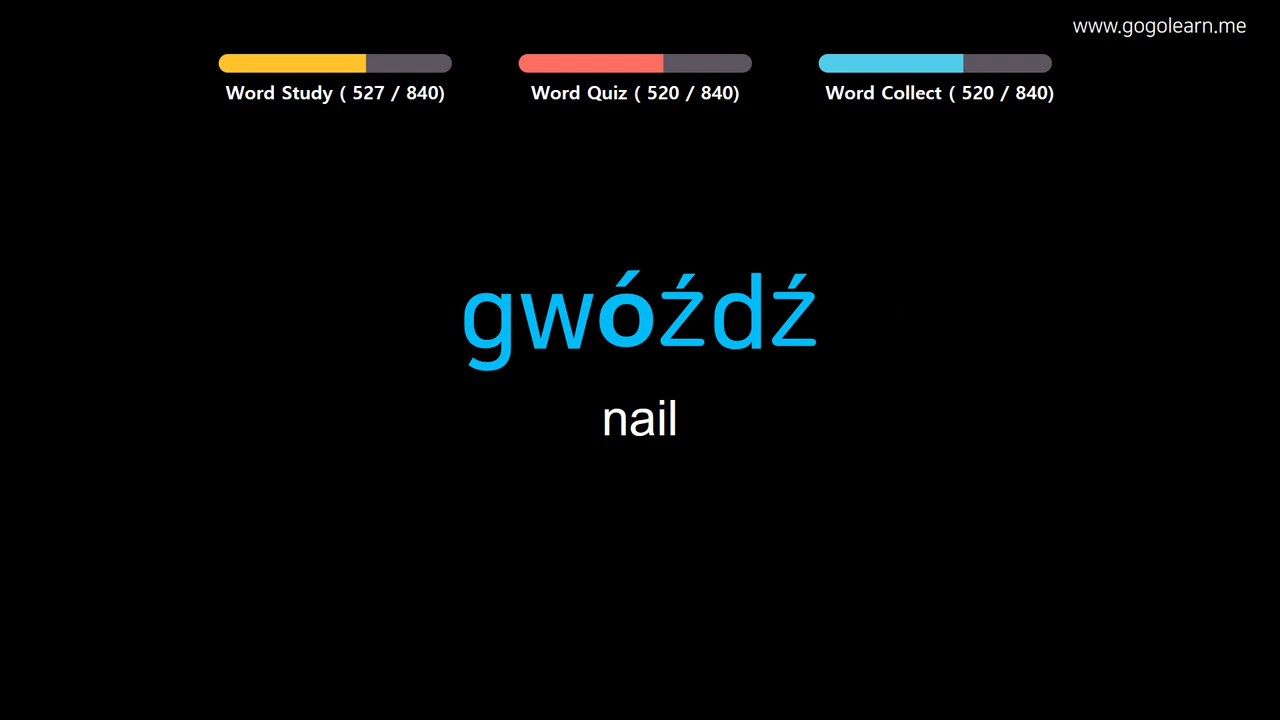 www.gogolearn.me
Word Study ( 527 / 840)
Word Quiz ( 520 / 840)
Word Collect ( 520 / 840)
gwóźdź
nail